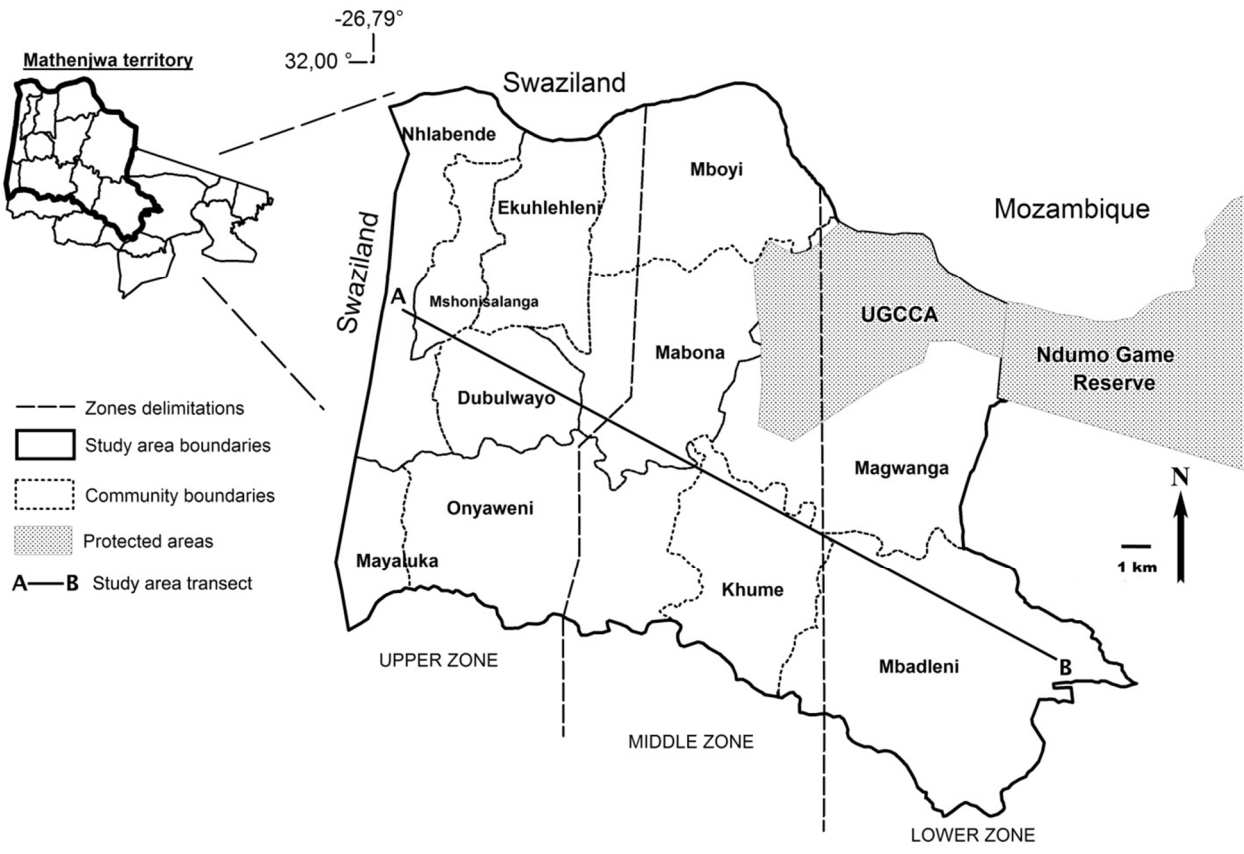 -26,79°
32,00 °
Mathenjwa territory
Swaziland
Nhlabende
Mboyi
Ekuhlehleni
Mozambique
Swaziland
A
Mshonisalanga
UGCCA
Mabona
Ndumo Game
Reserve
Dubulwayo
Zones delimitations
Study area boundaries
Community boundaries
Protected areas
A B Study area transect
Magwanga
N
1 km
Onyaweni
Mayaluka
Khume
Mbadleni
B
UPPER ZONE
MIDDLE ZONE
LOWER ZONE